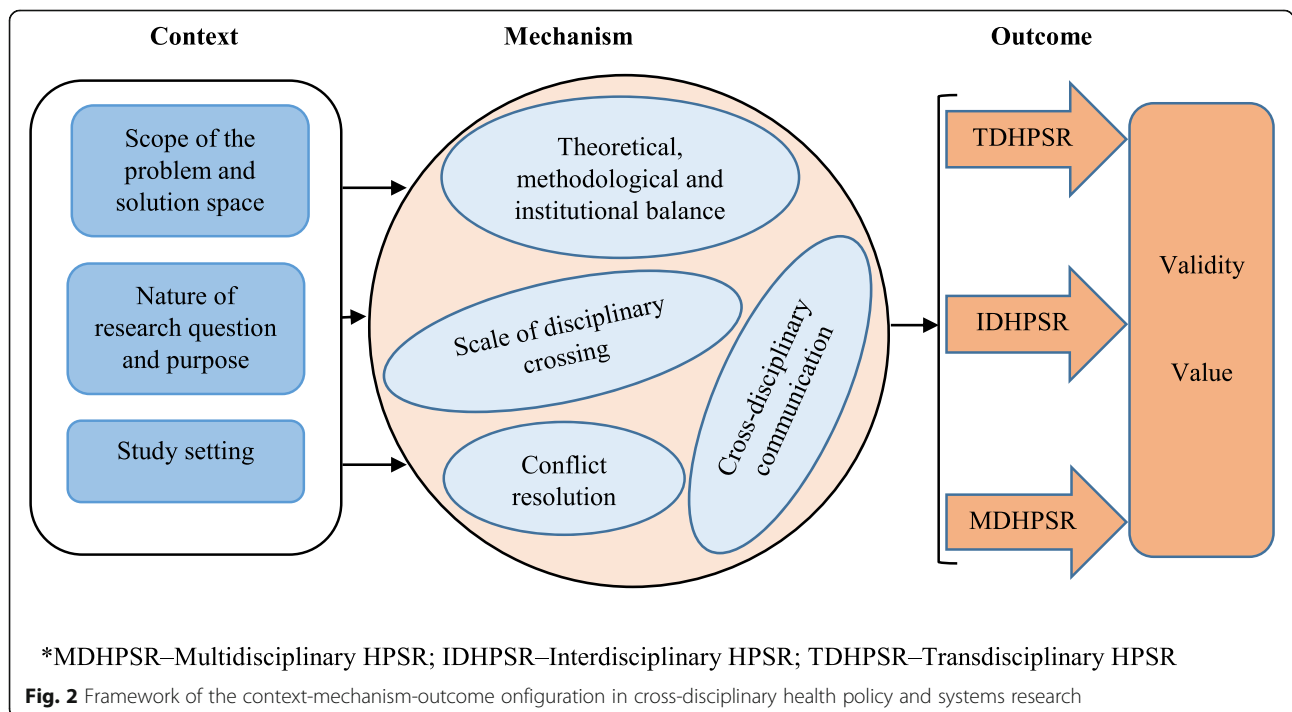 Context
Mechanism
Outcome
Scope of the
problem and
solution space
Nature of
research question
and purpose
Study setting
Theoretical,
methodological and
institutional balance
Scale of disciplinary
crossing
Cross-disciplinary
communication
Conflict
resolution
TDHPSR
IDHPSR
MDHPSR
Validity
Value
*MDHPSR–Multidisciplinary HPSR; IDHPSR–Interdisciplinary HPSR; TDHPSR–Transdisciplinary HPSR
Fig. 2 Framework of the context-mechanism-outcome onfiguration in cross-disciplinary health policy and systems research